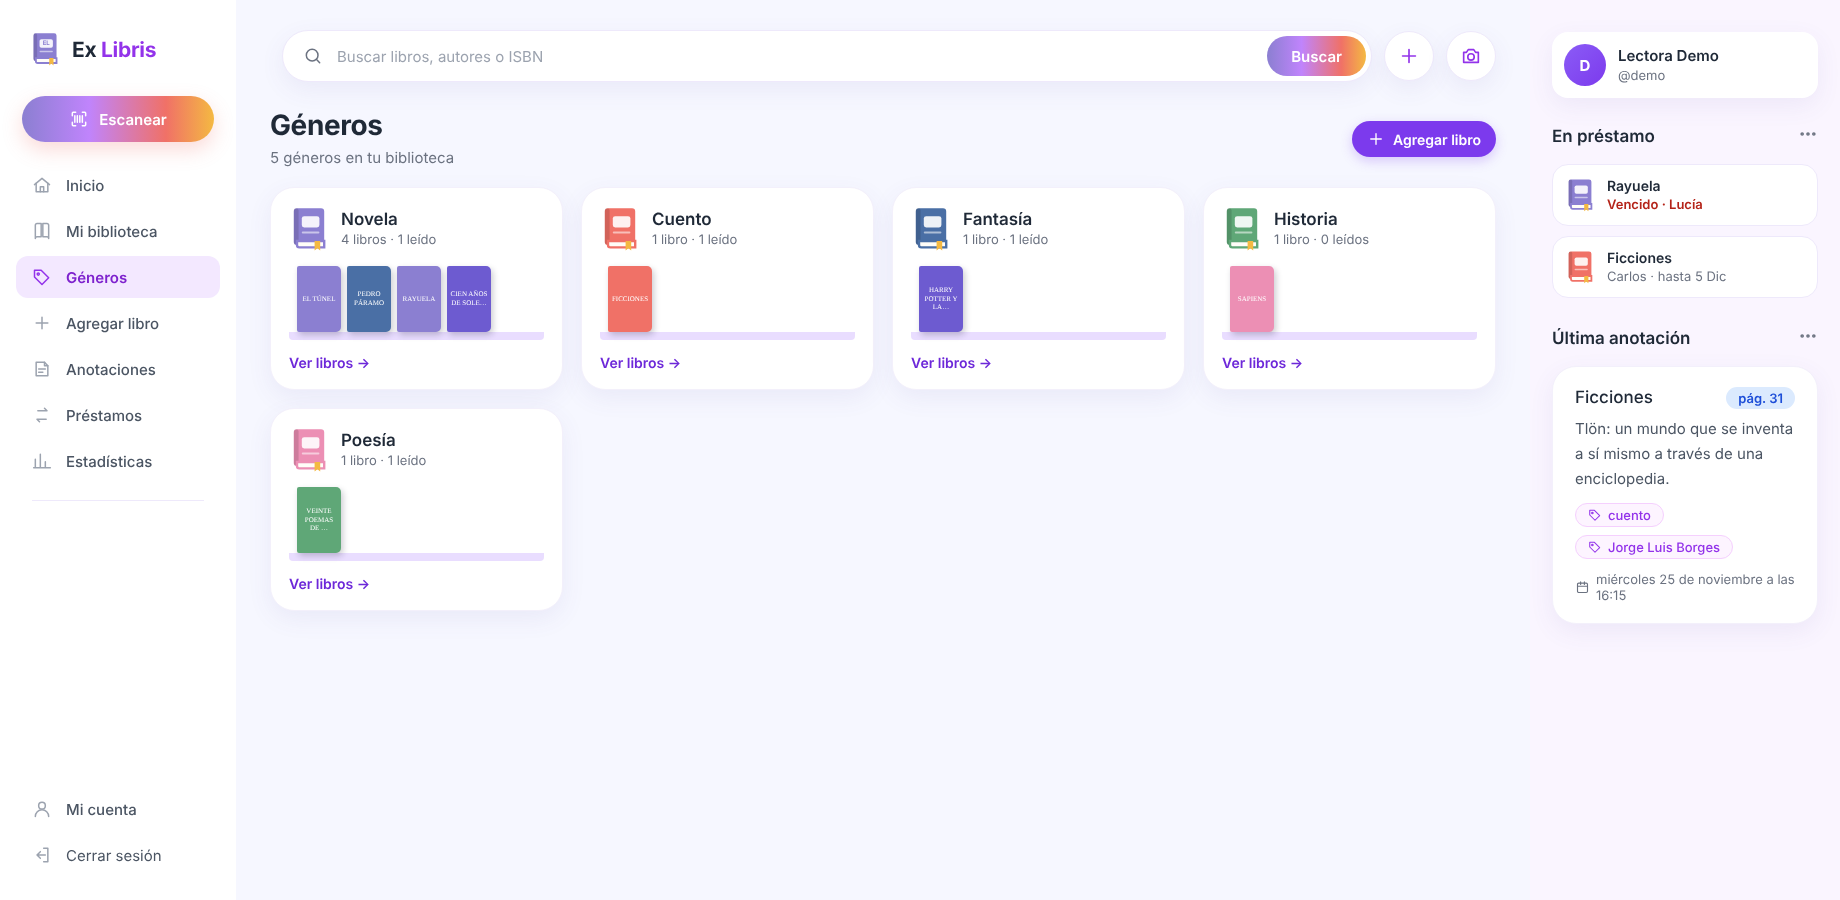 EL
Ex Libris
Escanear
Inicio
Mi biblioteca
Géneros
Agregar libro
Anotaciones
Préstamos
Estadísticas
Mi cuenta
Cerrar sesión
Buscar libros, autores o ISBN
Buscar
Géneros
5 géneros en tu biblioteca
Agregar libro
Novela
4 libros · 1 leído
EL TÚNEL
PEDRO
PÁRAMO
RAYUELA
CIEN AÑOS
DE SOLE...
Ver libros →
Cuento
1 libro · 1 leído
FICCIONES
Ver libros →
Fantasía
1 libro · 1 leído
HARRY
POTTER Y
LA...
Ver libros →
Historia
1 libro · 0 leídos
SAPIENS
Ver libros →
Poesía
1 libro · 1 leído
VEINTE
POEMAS
DE ...
Ver libros →
D
Lectora Demo
@demo
En préstamo
Rayuela
Vencido · Lucía
Ficciones
Carlos · hasta 5 Dic
Última anotación
Ficciones
pág. 31
Tlön: un mundo que se inventa
a sí mismo a través de una
enciclopedia.
cuento
Jorge Luis Borges
miércoles 25 de noviembre a las
16:15